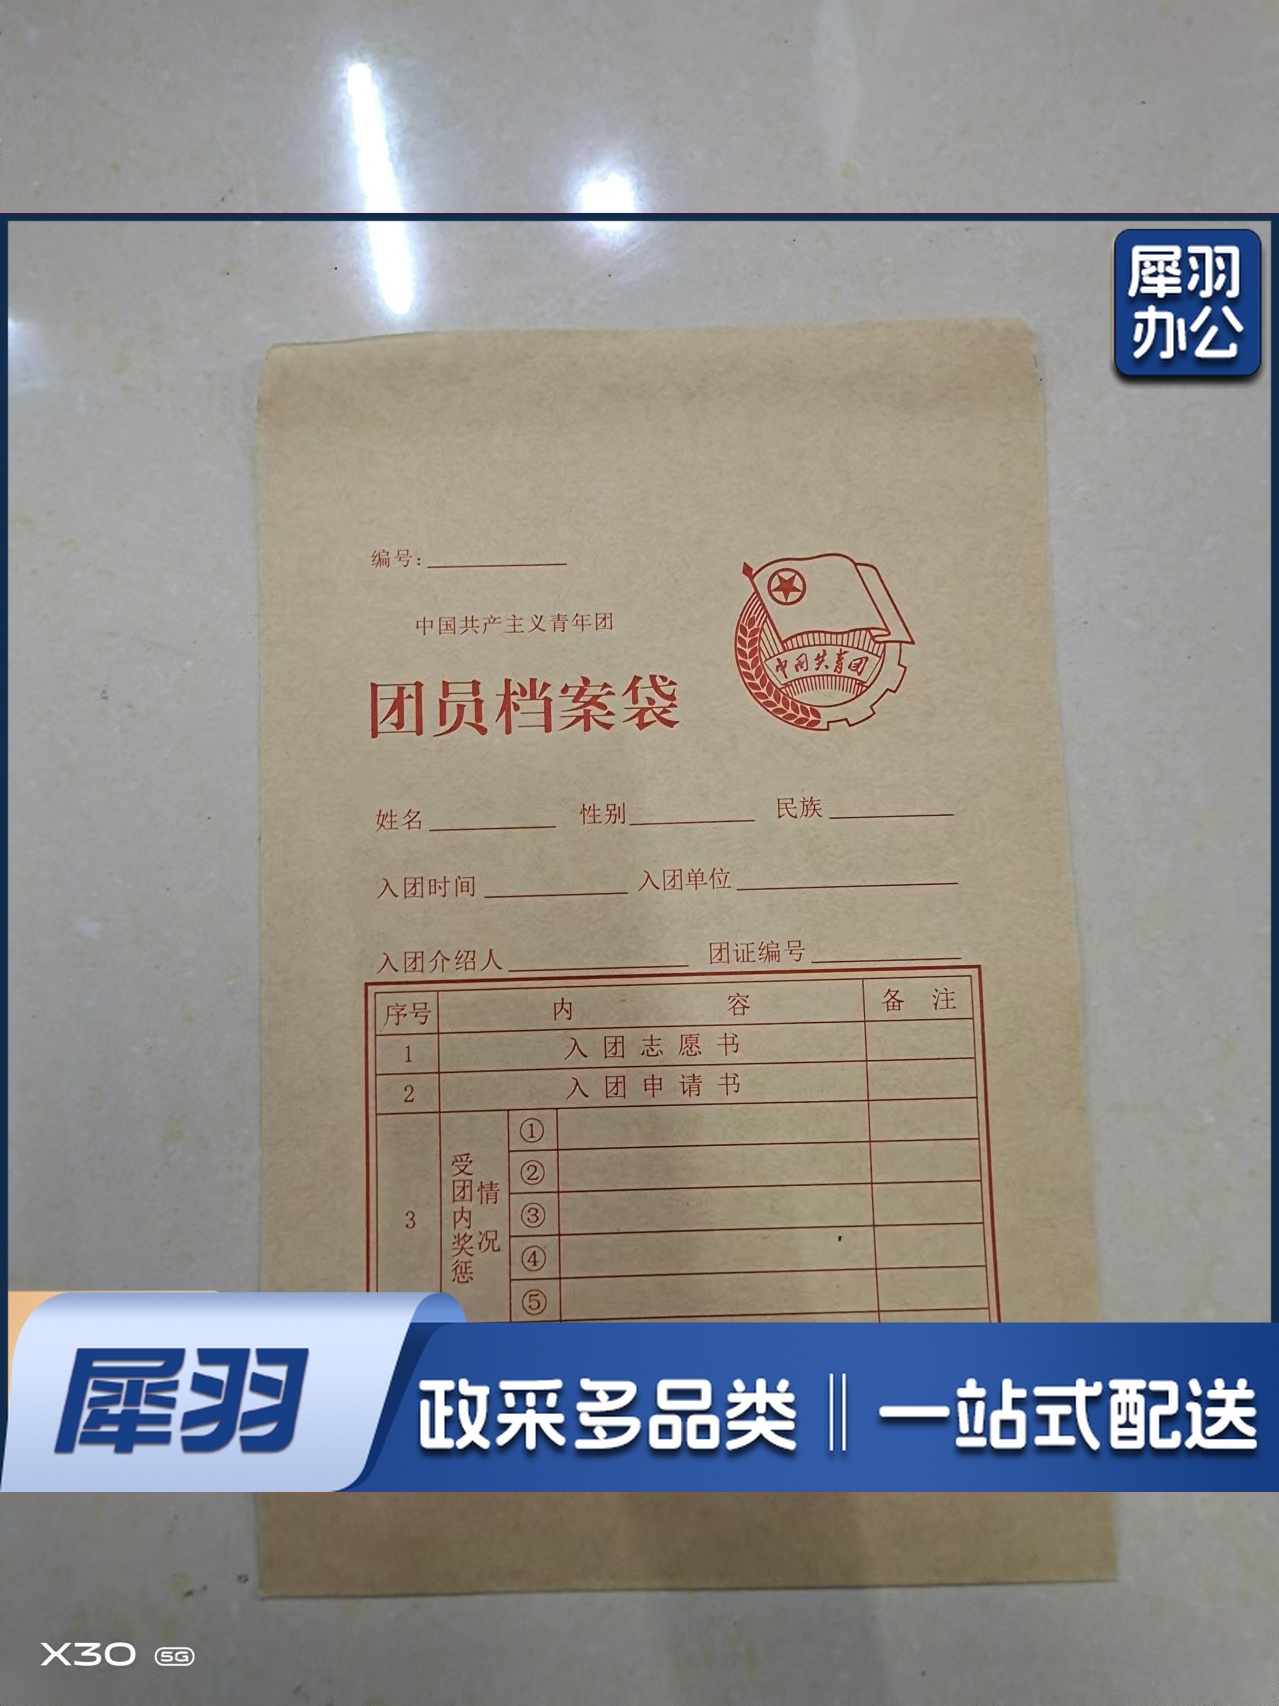 犀羽
办公
编号:
中国共产主义青年团
团员档案袋
中国共青团
姓名 性别 民族
入团时间 入团单位
入团介绍人 团证编号
序号 内容 备注
1 入团志愿书
2 入团申请书
3 受团内奖惩情况
①
②
③
④
⑤
犀羽 政采多品类 || 一站式配送
X30 5G